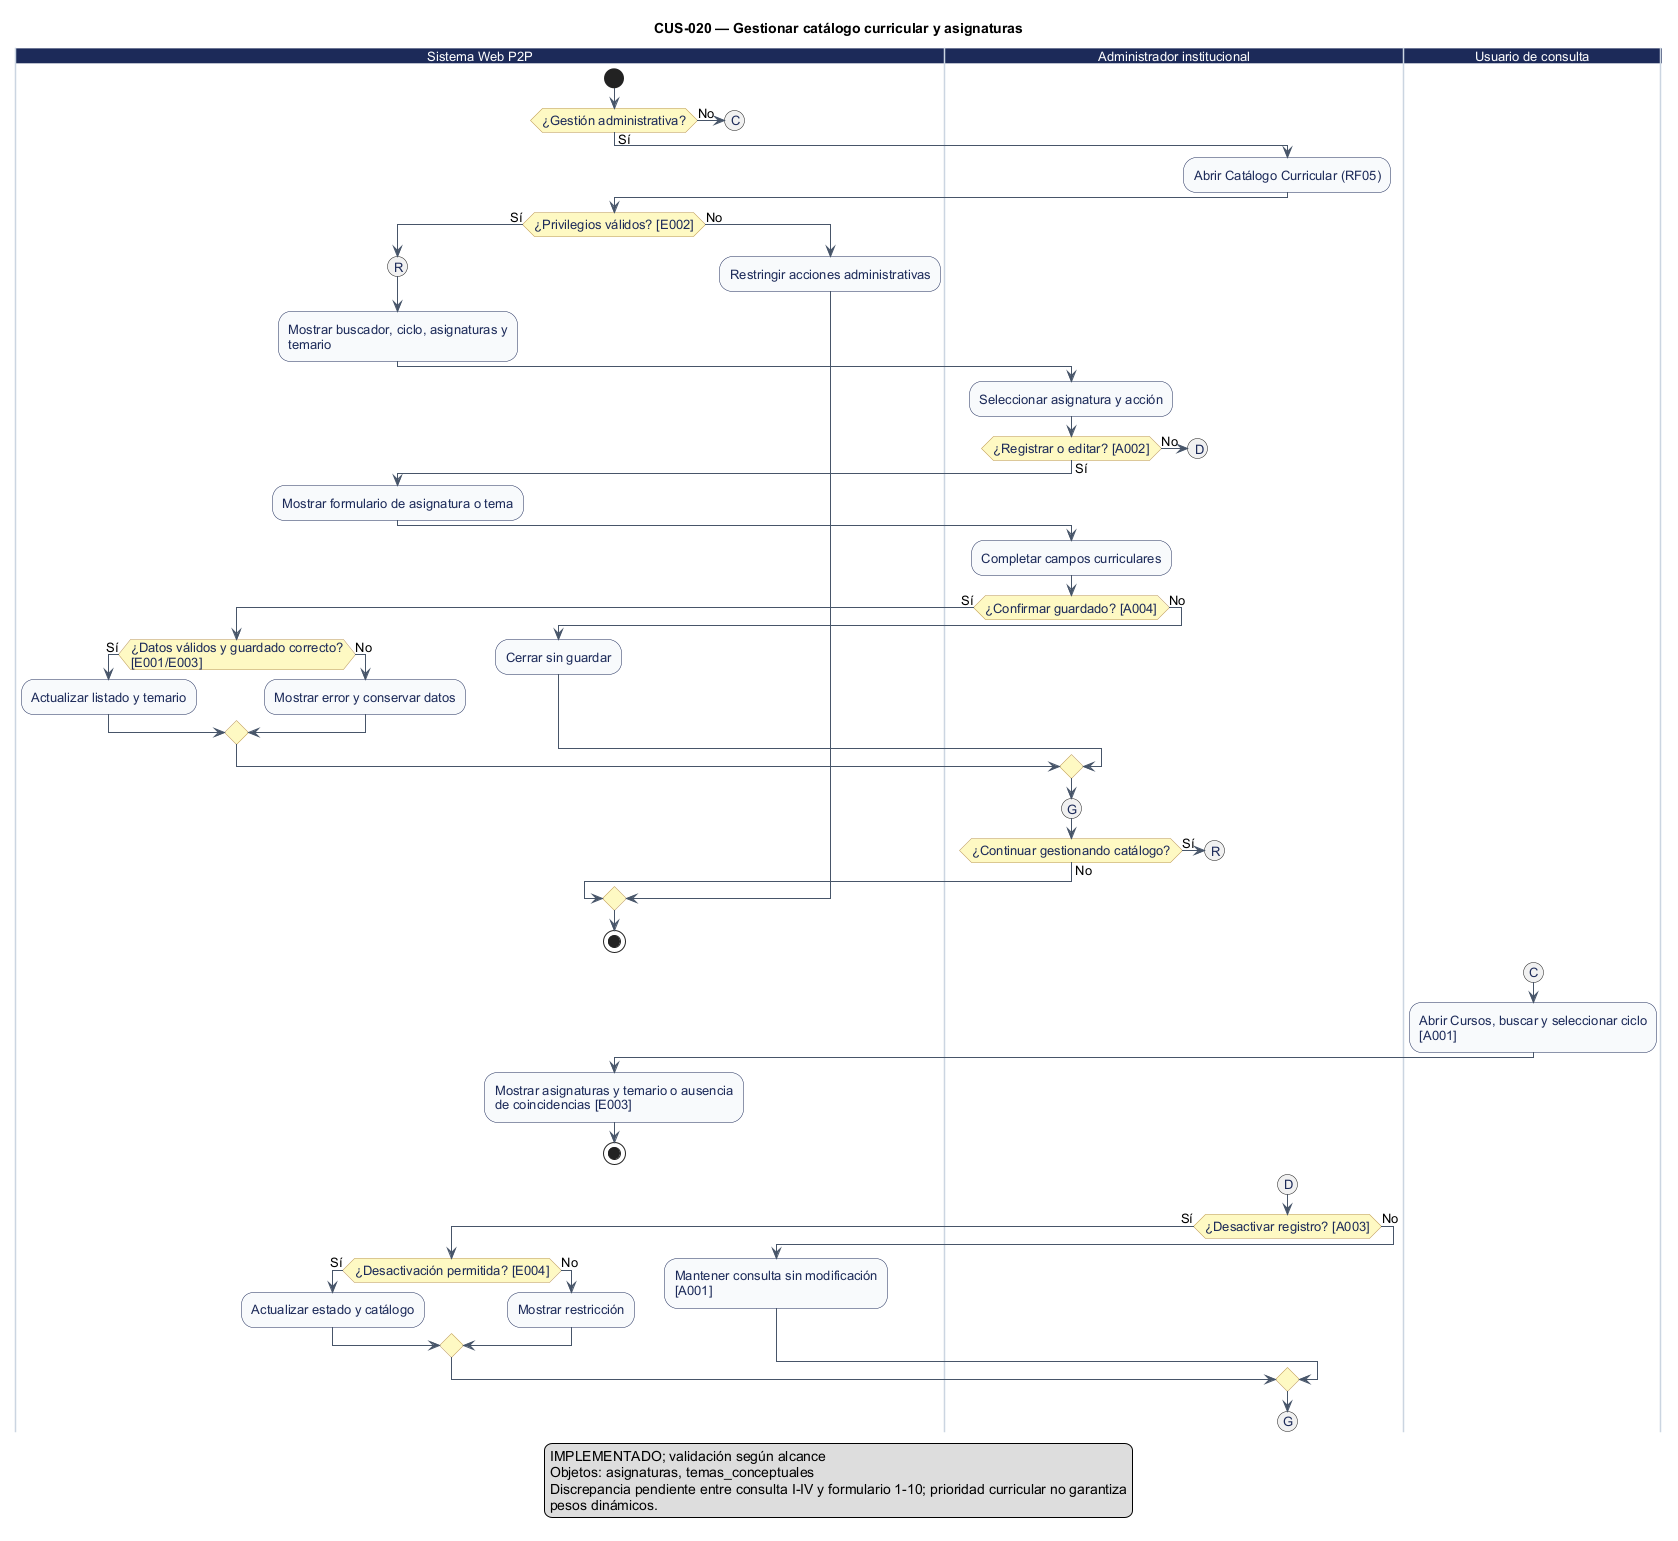 CUS-020 — Gestionar catálogo curricular y asignaturas
Sistema Web P2P
Administrador institucional
Usuario de consulta
¿Gestión administrativa?
No
C
Sí
Abrir Catálogo Curricular (RF05)
Sí
¿Privilegios válidos? [E002]
No
R
Restringir acciones administrativas
Mostrar buscador, ciclo, asignaturas y
temario
Seleccionar asignatura y acción
¿Registrar o editar? [A002]
No
D
Sí
Mostrar formulario de asignatura o tema
Completar campos curriculares
Sí
¿Confirmar guardado? [A004]
No
Sí
¿Datos válidos y guardado correcto?
[E001/E003]
No
Cerrar sin guardar
Actualizar listado y temario
Mostrar error y conservar datos
G
¿Continuar gestionando catálogo?
Sí
R
No
C
Abrir Cursos, buscar y seleccionar ciclo
[A001]
Mostrar asignaturas y temario o ausencia
de coincidencias [E003]
D
Sí
¿Desactivar registro? [A003]
No
Sí
¿Desactivación permitida? [E004]
No
Mantener consulta sin modificación
[A001]
Actualizar estado y catálogo
Mostrar restricción
G
IMPLEMENTADO; validación según alcance
Objetos: asignaturas, temas_conceptuales
Discrepancia pendiente entre consulta I-IV y formulario 1-10; prioridad curricular no garantiza
pesos dinámicos.